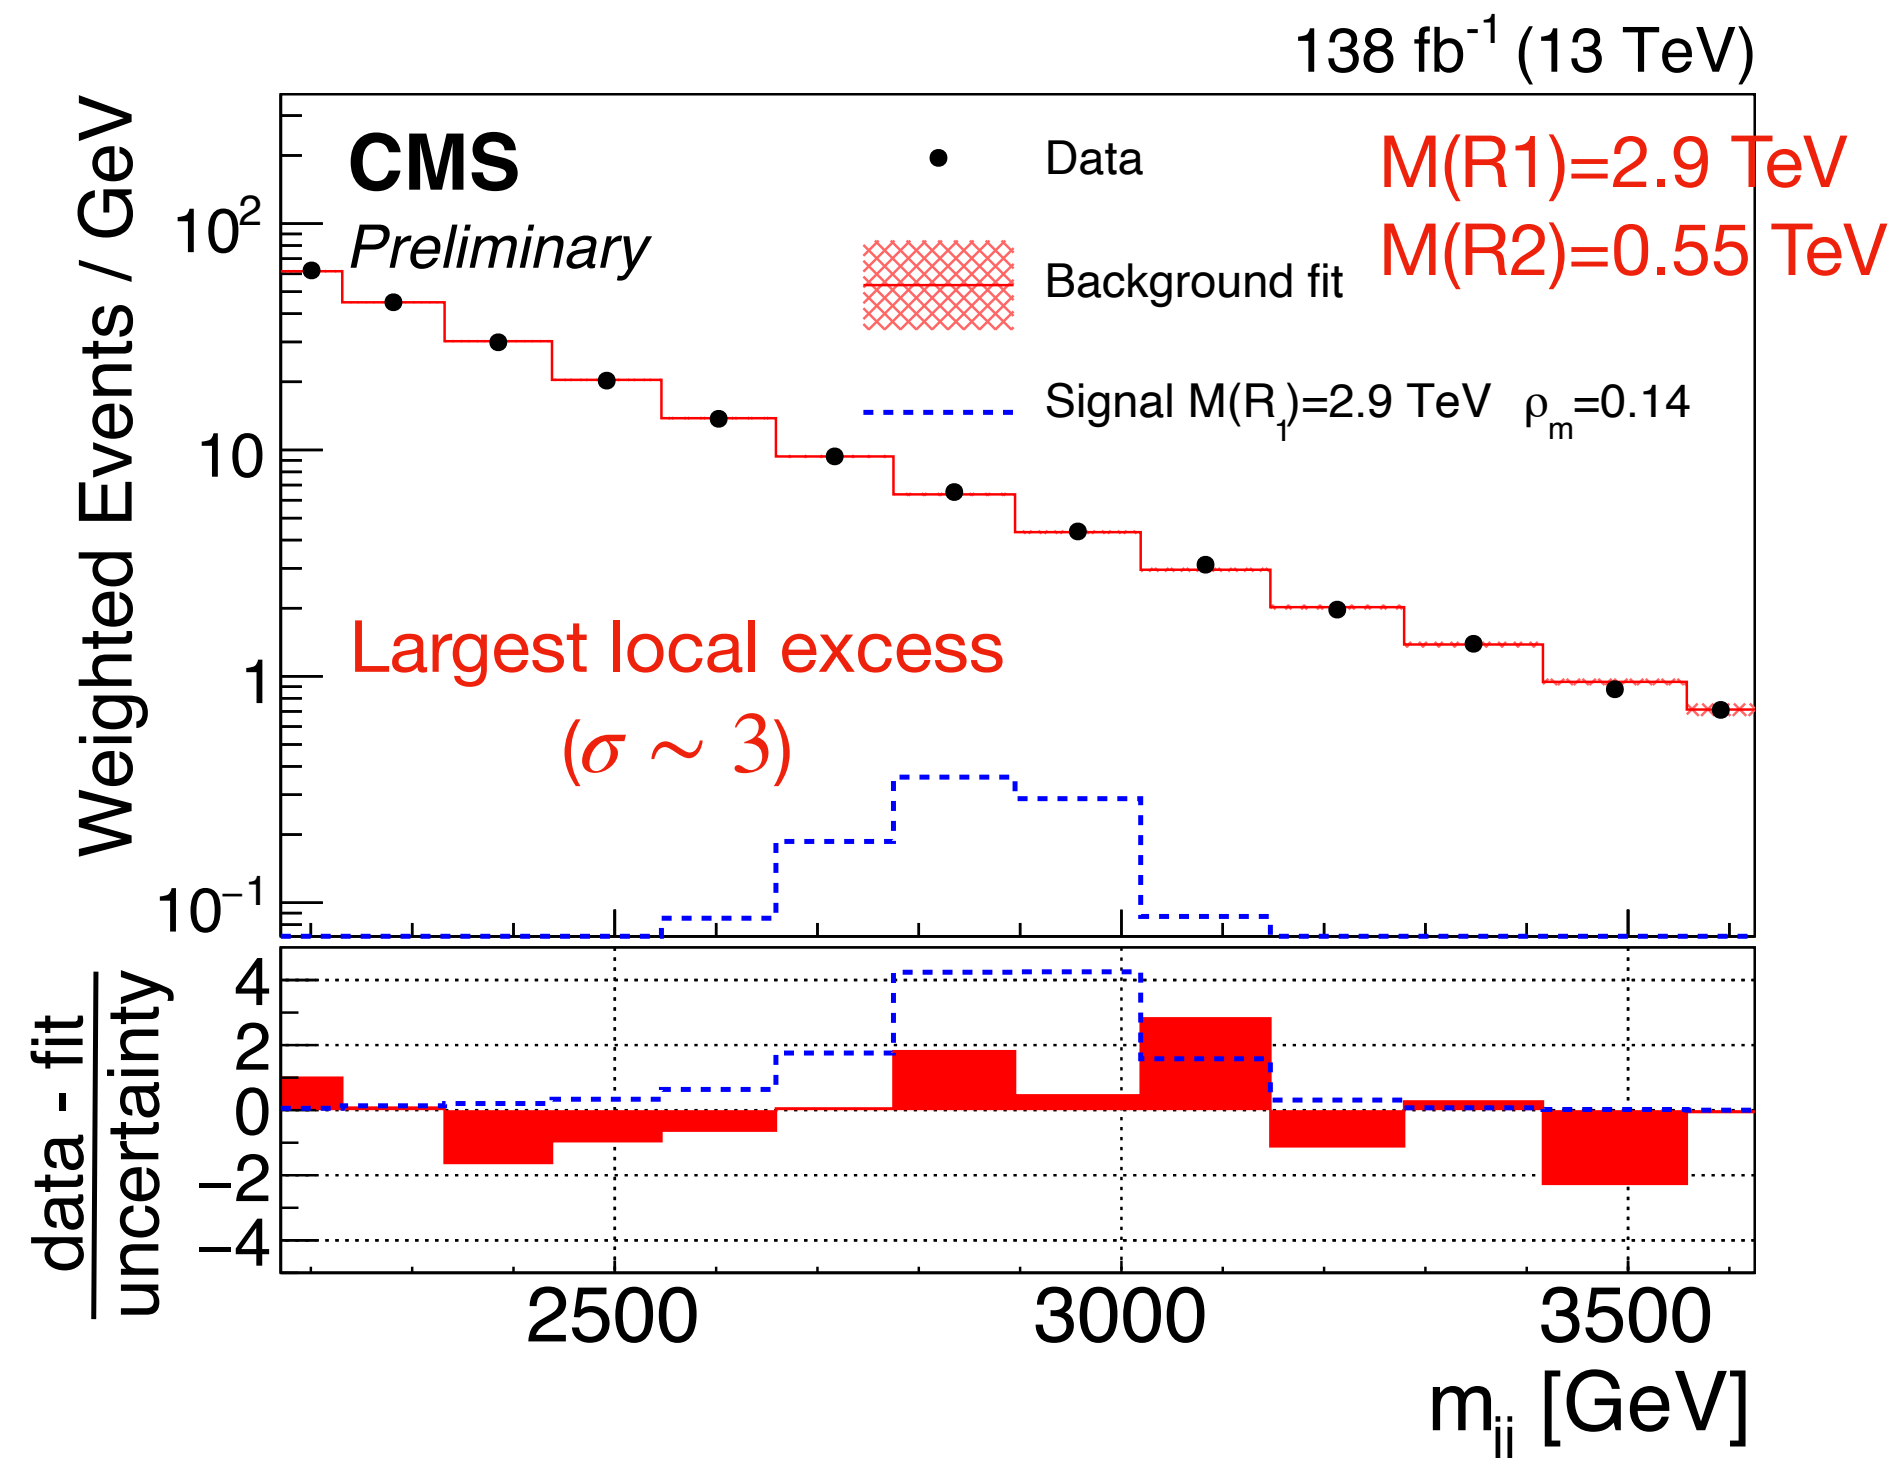 138 fb⁻¹ (13 TeV)
CMS
Preliminary
Data
Background fit
Signal M(R₁)=2.9 TeV ρₘ=0.14
M(R1)=2.9 TeV
M(R2)=0.55 TeV
Largest local excess
(σ ∼ 3)
Weighted Events / GeV
10²
10
1
10⁻¹
data - fit
uncertainty
4
2
0
−2
−4
2500
3000
3500
m_jj [GeV]